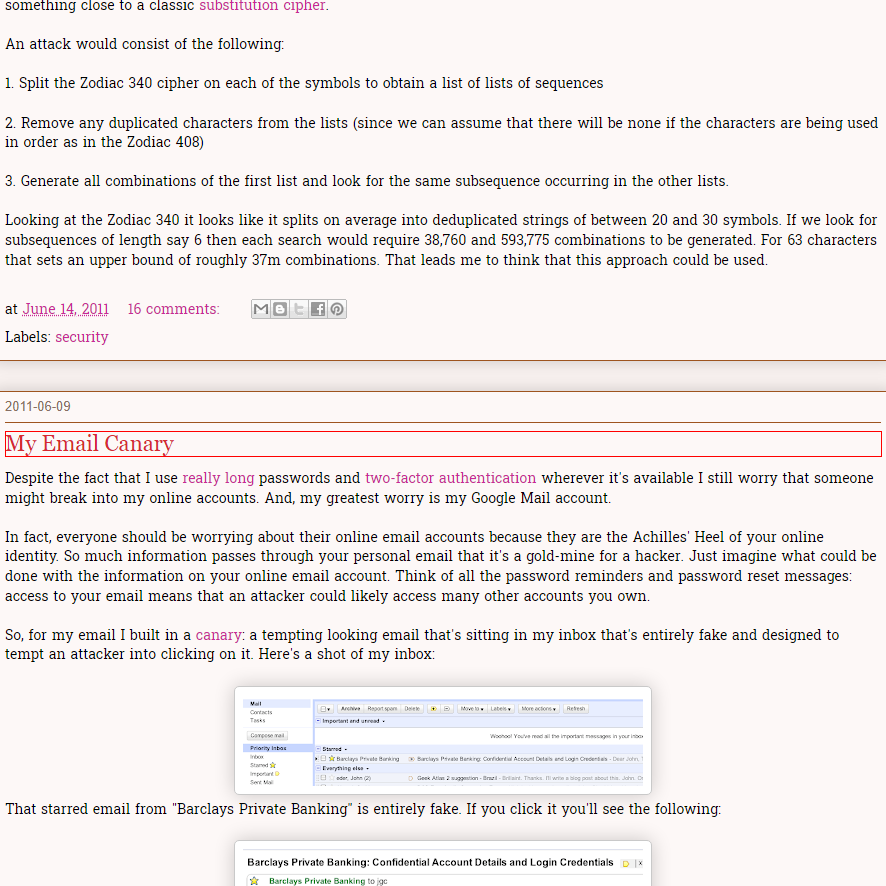 something close to a classic substitution cipher.
An attack would consist of the following:
1. Split the Zodiac 340 cipher on each of the symbols to obtain a list of lists of sequences
2. Remove any duplicated characters from the lists (since we can assume that there will be none if the characters are being used
in order as in the Zodiac 408)
3. Generate all combinations of the first list and look for the same subsequence occurring in the other lists.
Looking at the Zodiac 340 it looks like it splits on average into deduplicated strings of between 20 and 30 symbols. If we look for
subsequences of length say 6 then each search would require 38,760 and 593,775 combinations to be generated. For 63 characters
that sets an upper bound of roughly 37m combinations. That leads me to think that this approach could be used.
at June 14, 2011 16 comments:
Labels: security
2011-06-09
My Email Canary
Despite the fact that I use really long passwords and two-factor authentication wherever it's available I still worry that someone
might break into my online accounts. And, my greatest worry is my Google Mail account.
In fact, everyone should be worrying about their online email accounts because they are the Achilles' Heel of your online
identity. So much information passes through your personal email that it's a gold-mine for a hacker. Just imagine what could be
done with the information on your online email account. Think of all the password reminders and password reset messages:
access to your email means that an attacker could likely access many other accounts you own.
So, for my email I built in a canary: a tempting looking email that's sitting in my inbox that's entirely fake and designed to
tempt an attacker into clicking on it. Here's a shot of my inbox:
Mail
Contacts
Tasks
Compose mail
Priority Inbox
Inbox
Starred
Important
Sent Mail
Archive Report spam Delete Move to Labels More actions Refresh
Important and unread
Woohoo! You've read all the important messages in your inbox
Starred
Barclays Private Banking Barclays Private Banking: Confidential Account Details and Login Credentials - Dear John,
Everything else
eder, John (2) Geek Atlas 2 suggestion - Brazil - Brilliant. Thanks. I'll write a blog post about this. John.
That starred email from "Barclays Private Banking" is entirely fake. If you click it you'll see the following:
Barclays Private Banking: Confidential Account Details and Login Credentials
Barclays Private Banking to jgc